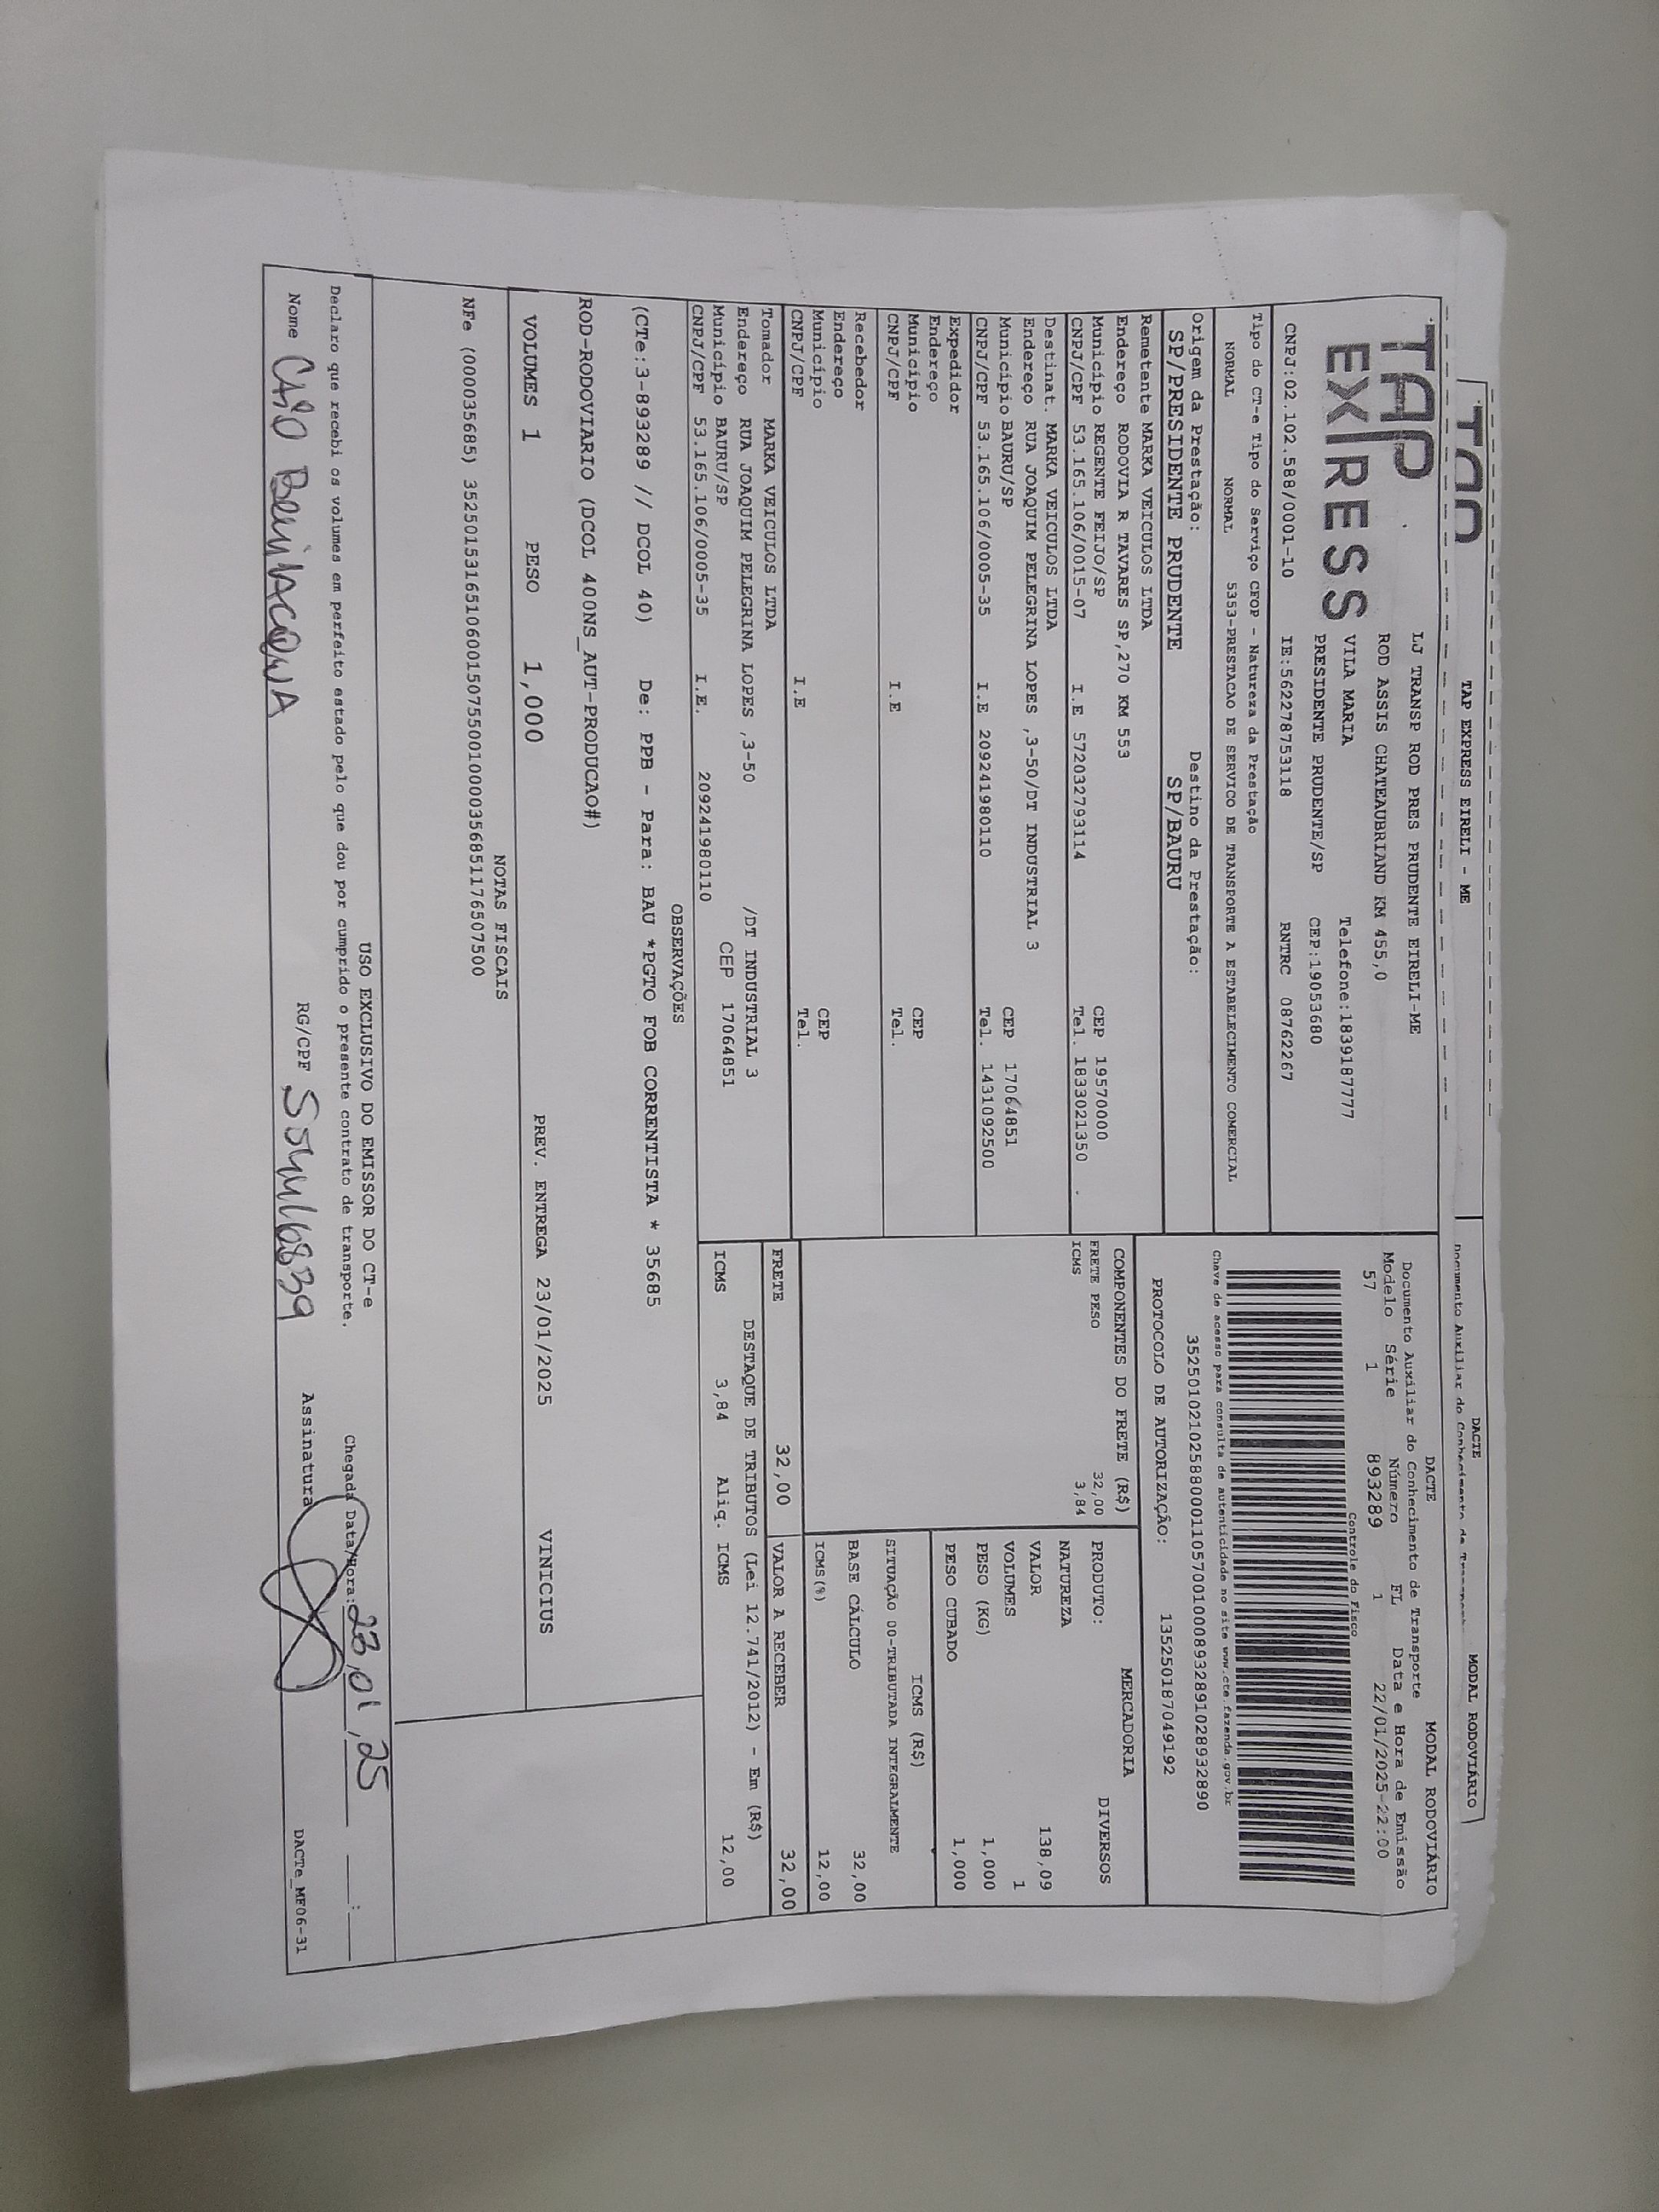 TAP EXPRESS EIRELI - ME
DACTE
MODAL RODOVIÁRIO
TAP
EXPRESS
LJ TRANSP ROD PRES PRUDENTE EIRELI-ME
ROD ASSIS CHATEAUBRIAND KM 455,0
VILA MARIA Telefone:1839187777
PRESIDENTE PRUDENTE/SP CEP:19053680
CNPJ:02.102.588/0001-10 IE:562278753118 RNTRC 08762267
DACTE MODAL RODOVIÁRIO
Documento Auxiliar do Conhecimento de Transporte
Modelo Série Número FL Data e Hora de Emissão
57 1 893289 1 22/01/2025-22:00
Controle do Fisco
Chave de acesso para consulta de autenticidade no site www.cte.fazenda.gov.br
35250102102588000110570010008932891028932890
PROTOCOLO DE AUTORIZAÇÃO: 135250187049192
Tipo do CT-e Tipo do Serviço CFOP - Natureza da Prestação
NORMAL NORMAL 5353-PRESTACAO DE SERVICO DE TRANSPORTE A ESTABELECIMENTO COMERCIAL
Origem da Prestação: Destino da Prestação:
SP/PRESIDENTE PRUDENTE SP/BAURU
Remetente MARKA VEICULOS LTDA
Endereço RODOVIA R TAVARES SP,270 KM 553
Município REGENTE FEIJO/SP CEP 19570000
CNPJ/CPF 53.165.106/0015-07 I.E 572032793114 Tel. 1833021350
Destinat. MARKA VEICULOS LTDA
Endereço RUA JOAQUIM PELEGRINA LOPES ,3-50/DT INDUSTRIAL 3
Município BAURU/SP CEP 17064851
CNPJ/CPF 53.165.106/0005-35 I.E 209241980110 Tel. 1431092500
Expedidor
Endereço
Município CEP
CNPJ/CPF I.E Tel.
Recebedor
Endereço
Município CEP
CNPJ/CPF I.E Tel.
Tomador MARKA VEICULOS LTDA
Endereço RUA JOAQUIM PELEGRINA LOPES ,3-50 /DT INDUSTRIAL 3
Município BAURU/SP CEP 17064851
CNPJ/CPF 53.165.106/0005-35 I.E. 209241980110
COMPONENTES DO FRETE (R$)
FRETE PESO 32,00
ICMS 3,84
MERCADORIA
PRODUTO: DIVERSOS
NATUREZA
VALOR 138,09
VOLUMES 1
PESO (KG) 1,000
PESO CUBADO 1,000
ICMS (R$)
SITUAÇÃO 00-TRIBUTADA INTEGRALMENTE
BASE CÁLCULO 32,00
ICMS(%) 12,00
FRETE 32,00 VALOR A RECEBER 32,00
DESTAQUE DE TRIBUTOS (Lei 12.741/2012) - Em (R$)
ICMS 3,84 Aliq. ICMS 12,00
OBSERVAÇÕES
(CTe:3-893289 // DCOL 40) De: PPB - Para: BAU *PGTO FOB CORRENTISTA * 35685
ROD-RODOVIARIO (DCOL 400NS_AUT-PRODUCAO#)
VOLUMES 1 PESO 1,000 PREV. ENTREGA 23/01/2025 VINICIUS
NOTAS FISCAIS
NFe (000035685) 35250153165106001507550010000356851176507500
USO EXCLUSIVO DO EMISSOR DO CT-e
Declaro que recebi os volumes em perfeito estado pelo que dou por cumprido o presente contrato de transporte.
Chegada Data/Hora: 23,01,25 __:__
Nome CAIO BEVILACQUA RG/CPF Assinatura
DACTe_MF06-31